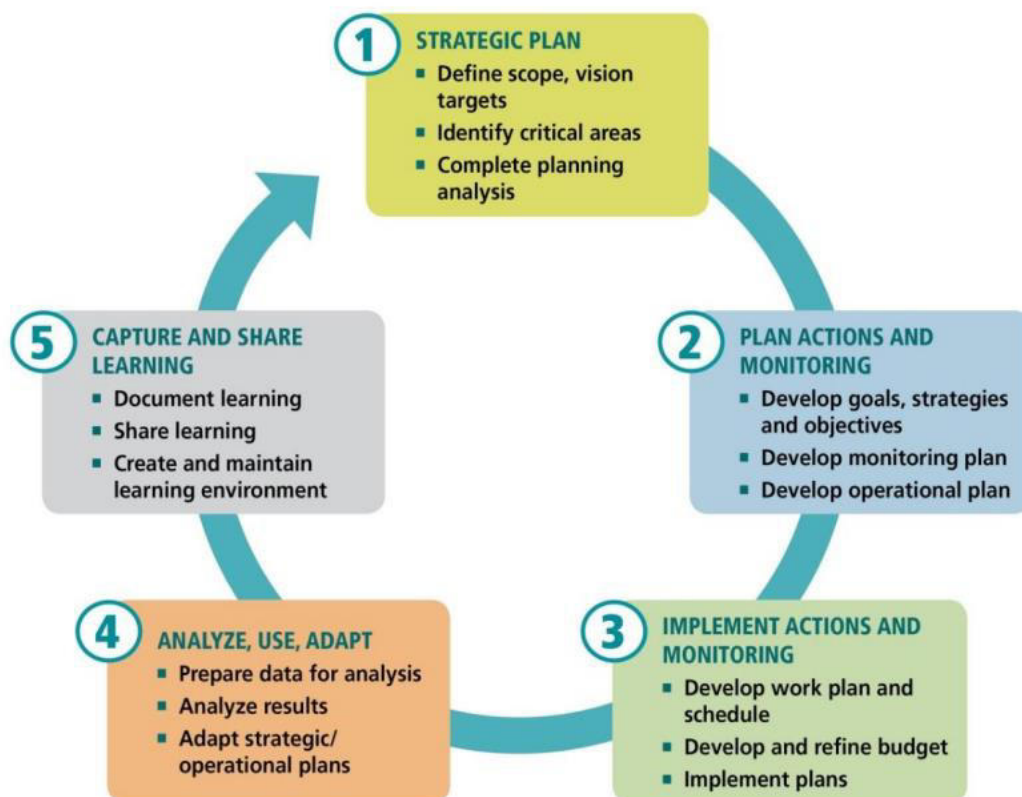 1
STRATEGIC PLAN
▪ Define scope, vision
targets
▪ Identify critical areas
▪ Complete planning
analysis
2
PLAN ACTIONS AND
MONITORING
▪ Develop goals, strategies
and objectives
▪ Develop monitoring plan
▪ Develop operational plan
3
IMPLEMENT ACTIONS AND
MONITORING
▪ Develop work plan and
schedule
▪ Develop and refine budget
▪ Implement plans
4
ANALYZE, USE, ADAPT
▪ Prepare data for analysis
▪ Analyze results
▪ Adapt strategic/
operational plans
5
CAPTURE AND SHARE
LEARNING
▪ Document learning
▪ Share learning
▪ Create and maintain
learning environment